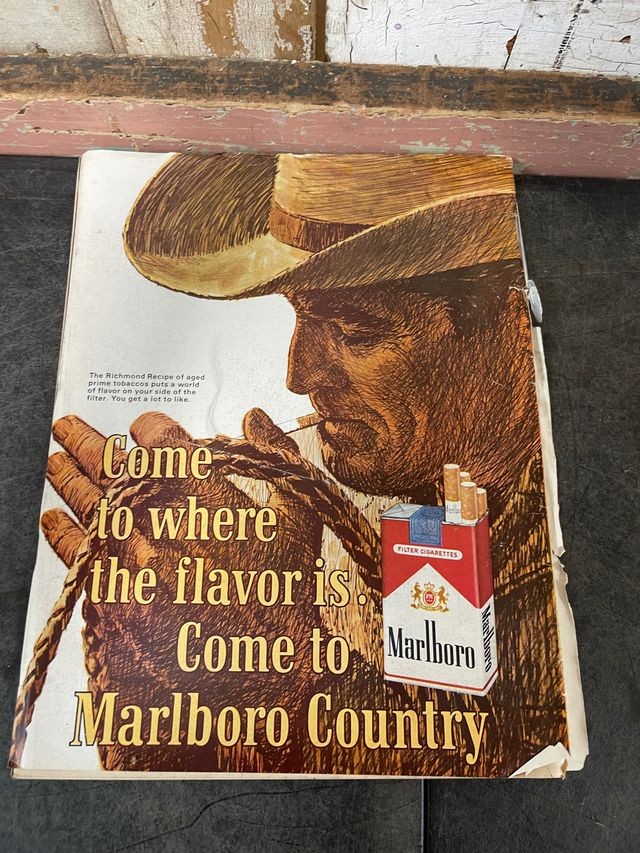 The Richmond Recipe of aged
prime tobaccos puts a world
of flavor on your side of the
filter. You get a lot to like.
Come
to where
the flavor is.
Come to
Marlboro Country
FILTER CIGARETTES
Marlboro
Marlboro